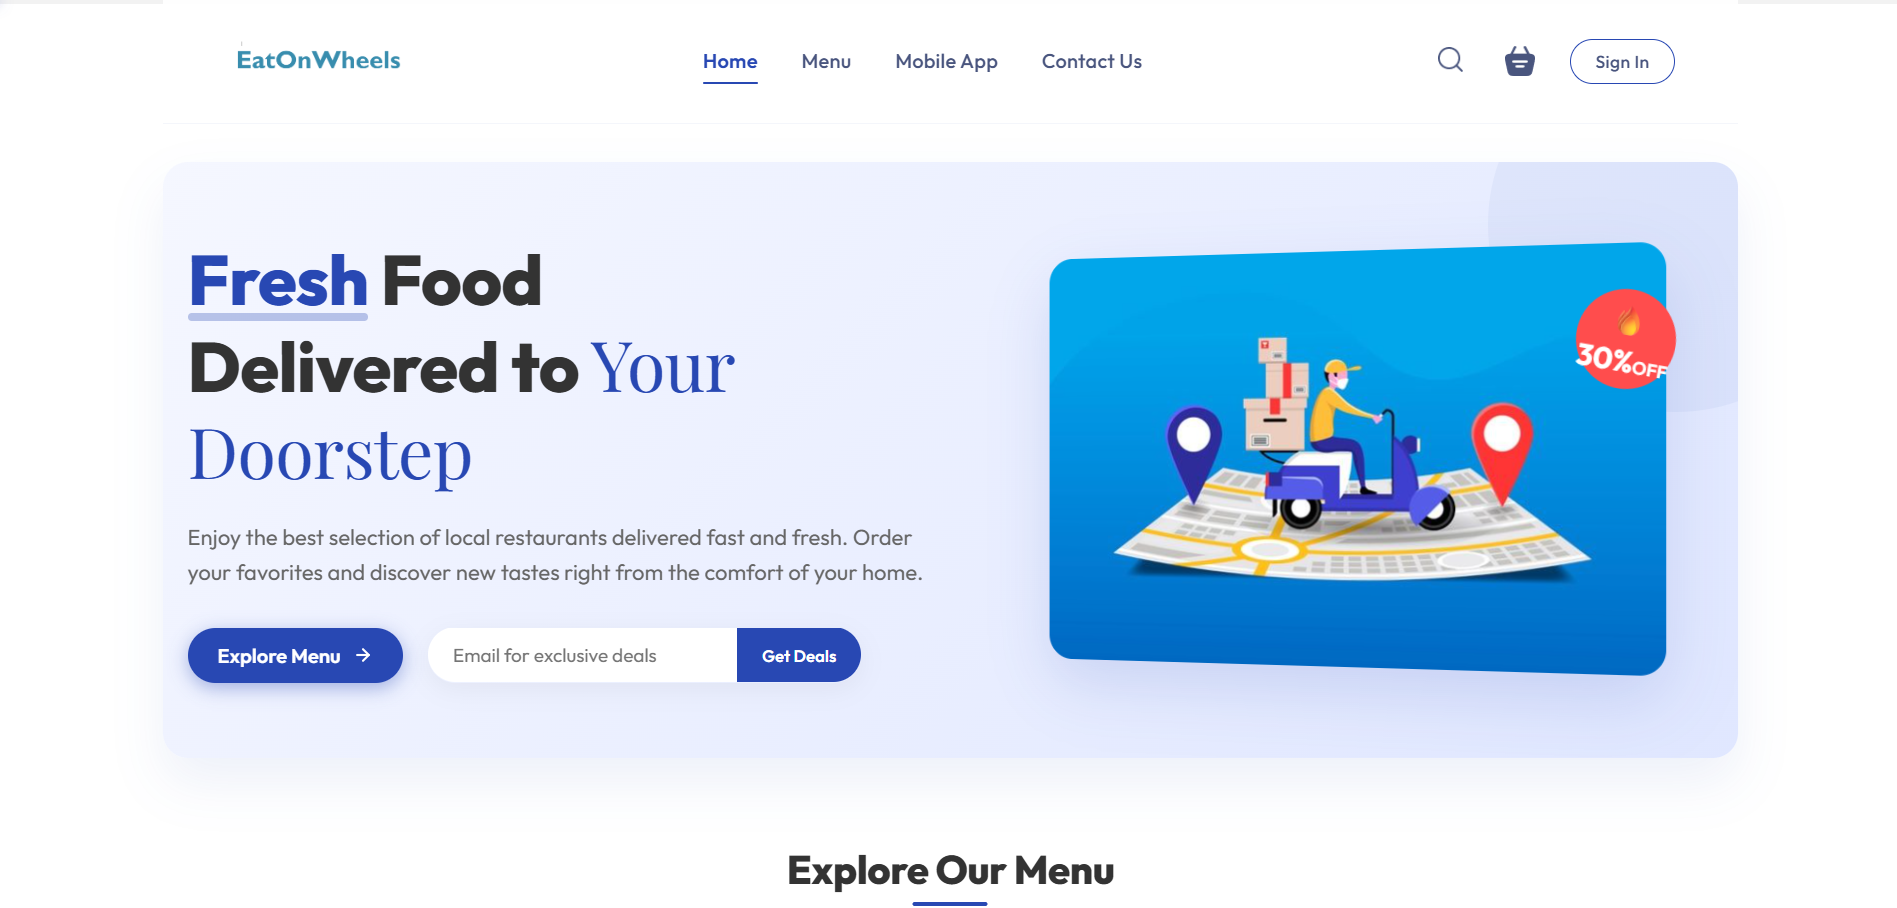 EatOnWheels
Home
Menu
Mobile App
Contact Us
Sign In
Fresh Food
Delivered to Your
Doorstep
30%OFF
Enjoy the best selection of local restaurants delivered fast and fresh. Order
your favorites and discover new tastes right from the comfort of your home.
Explore Menu
Email for exclusive deals
Get Deals
Explore Our Menu